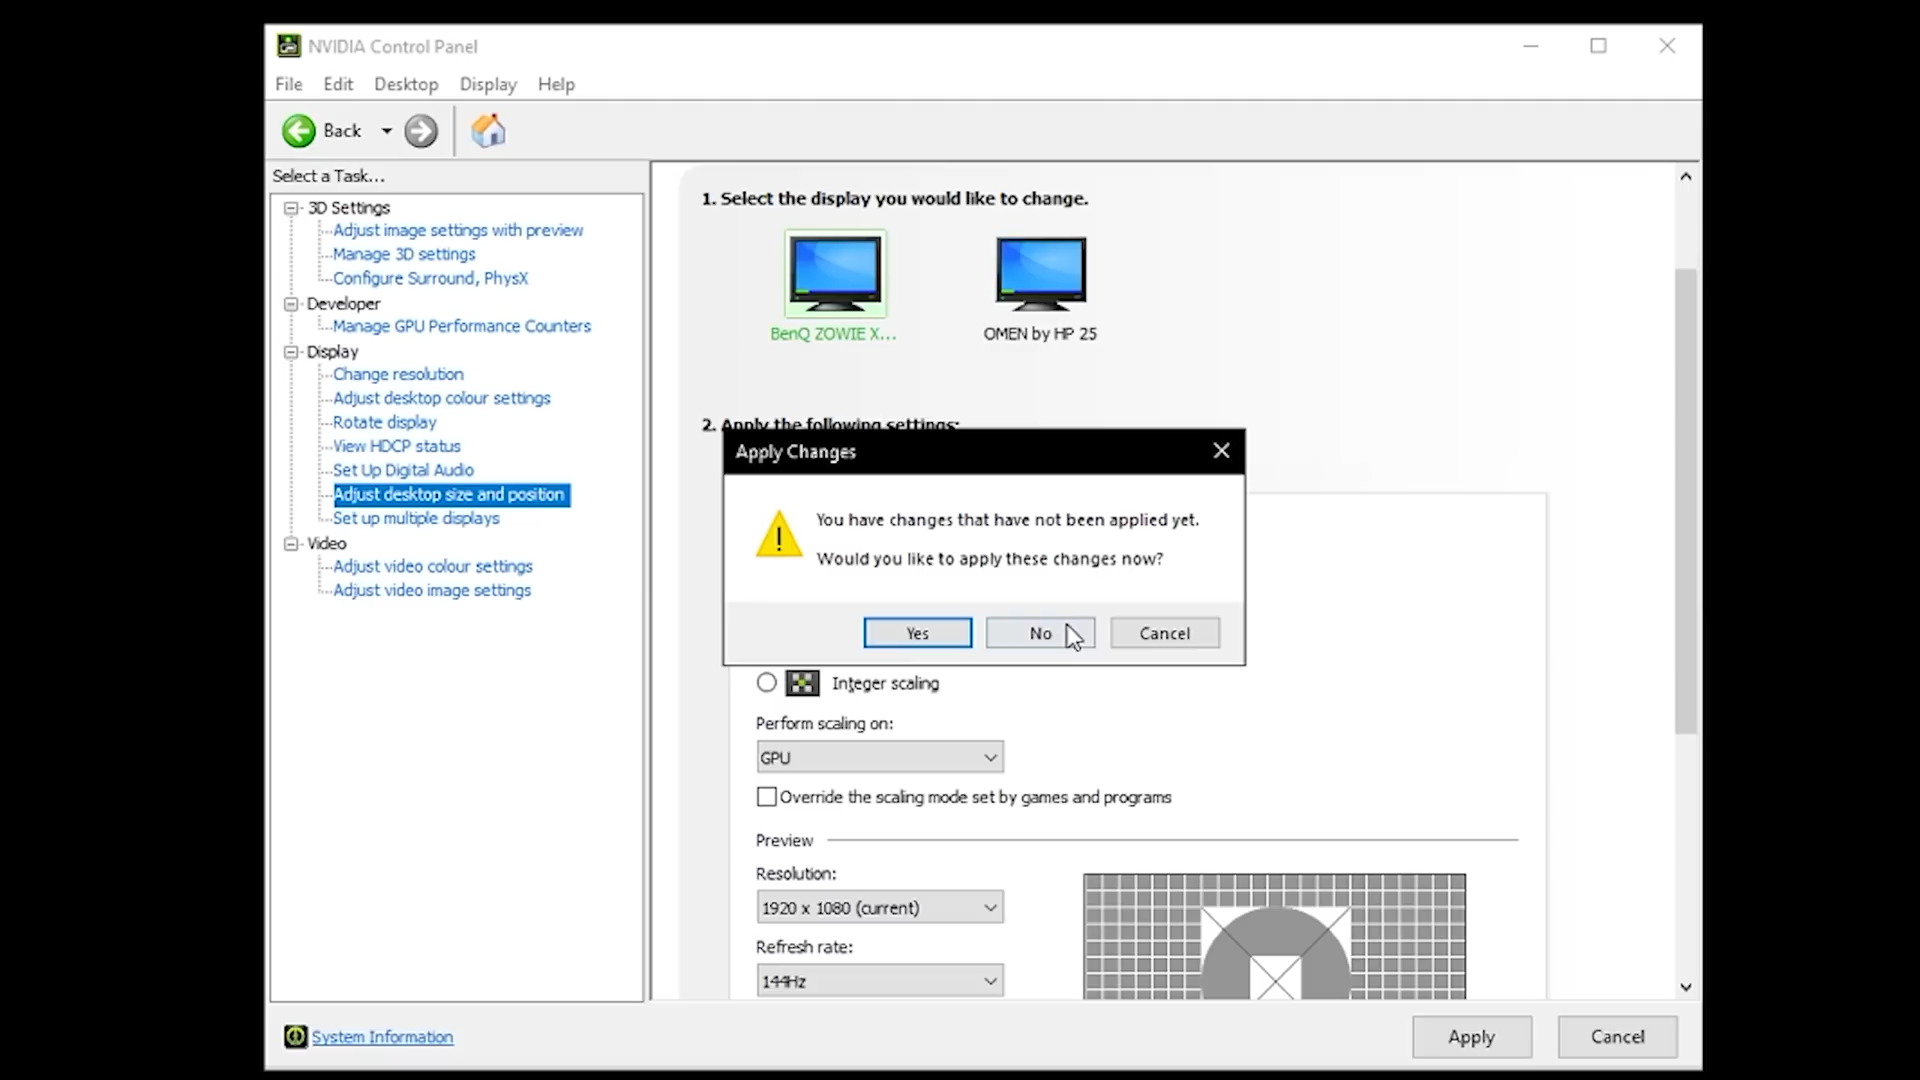 NVIDIA Control Panel
File Edit Desktop Display Help
Back
Select a Task...
3D Settings
Adjust image settings with preview
Manage 3D settings
Configure Surround, PhysX
Developer
Manage GPU Performance Counters
Display
Change resolution
Adjust desktop colour settings
Rotate display
View HDCP status
Set Up Digital Audio
Adjust desktop size and position
Set up multiple displays
Video
Adjust video colour settings
Adjust video image settings
1. Select the display you would like to change.
BenQ ZOWIE X...
OMEN by HP 25
2. Apply the following settings:
Apply Changes
You have changes that have not been applied yet.
Would you like to apply these changes now?
Yes No Cancel
Integer scaling
Perform scaling on:
GPU
Override the scaling mode set by games and programs
Preview
Resolution:
1920 x 1080 (current)
Refresh rate:
144Hz
System Information
Apply Cancel